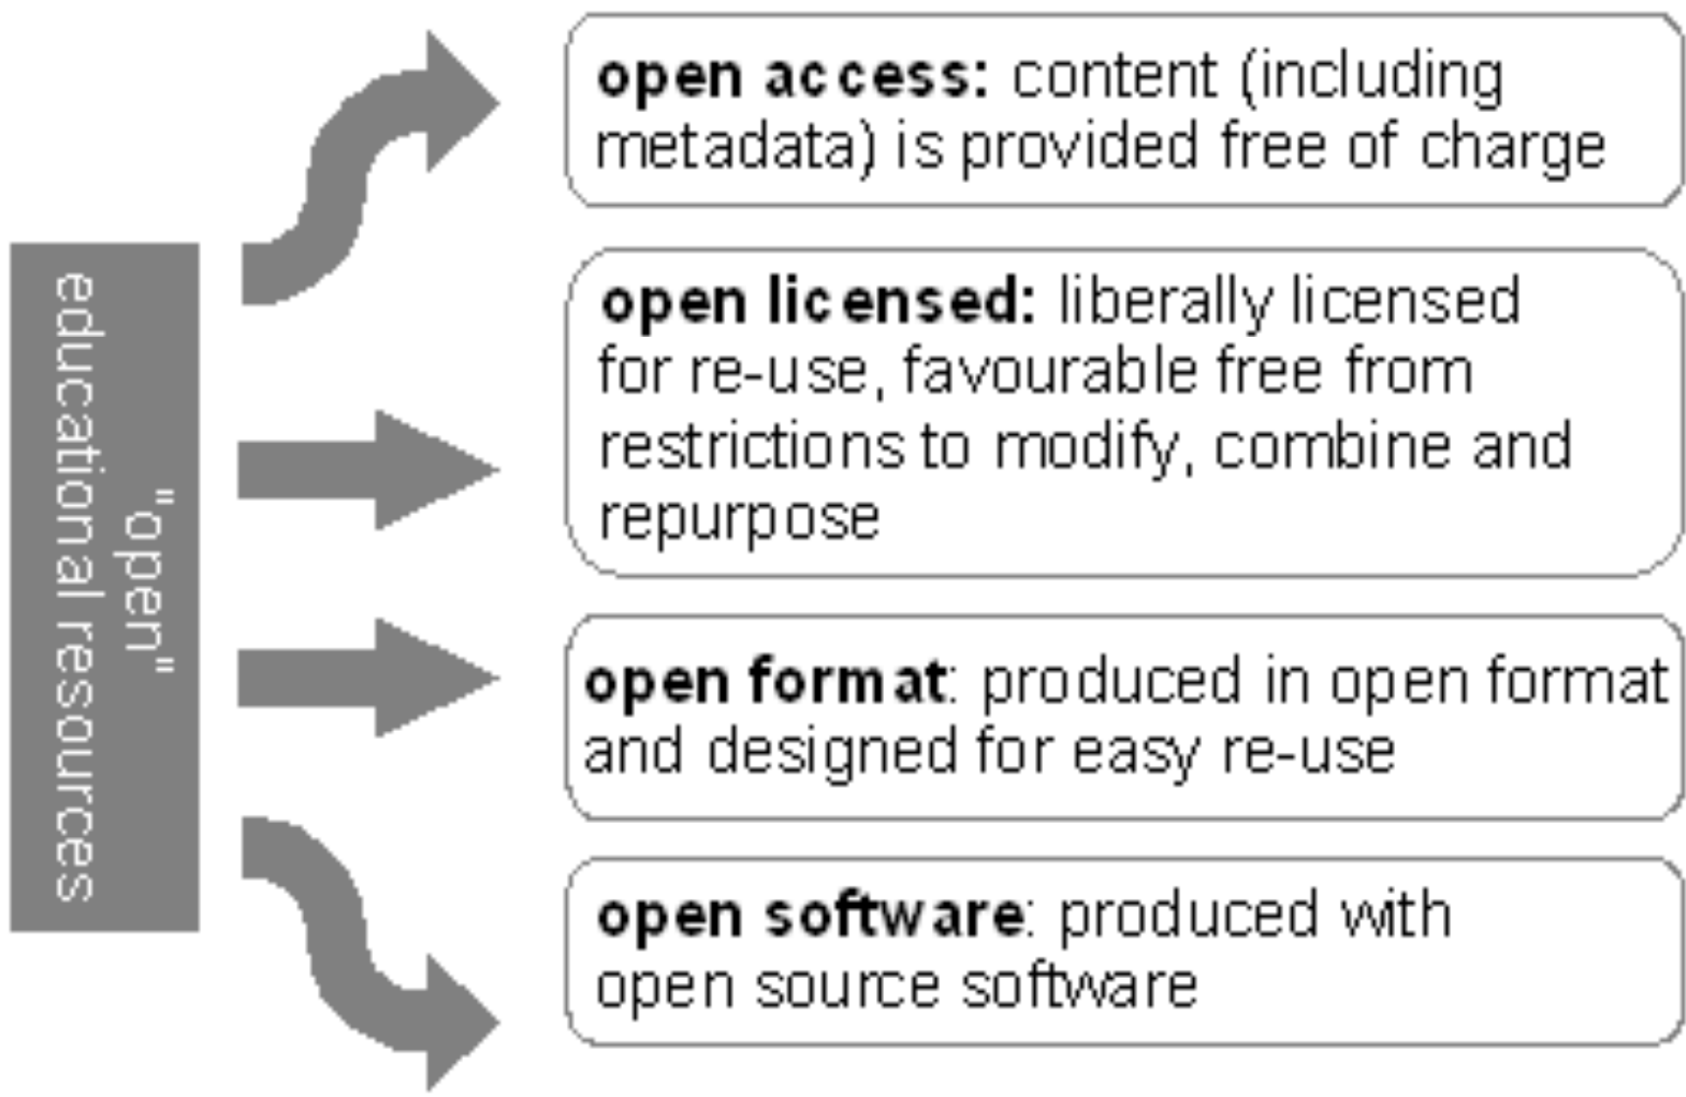 "open"
educational resources
open access: content (including
metadata) is provided free of charge
open licensed: liberally licensed
for re-use, favourable free from
restrictions to modify, combine and
repurpose
open format: produced in open format
and designed for easy re-use
open software: produced with
open source software